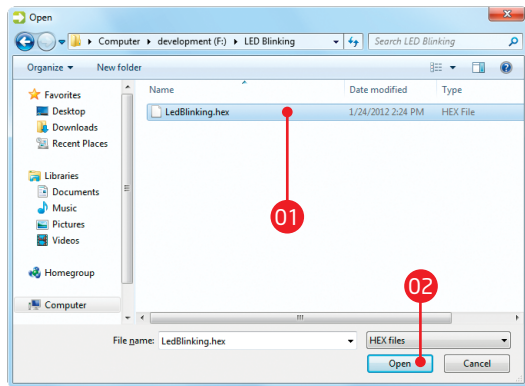 Open
Computer ▸ development (F:) ▸ LED Blinking
Search LED Blinking
Organize
New folder
Favorites
Desktop
Downloads
Recent Places
Libraries
Documents
Music
Pictures
Videos
Homegroup
Computer
Name Date modified Type
LedBlinking.hex 1/24/2012 2:24 PM HEX File
01
02
File name: LedBlinking.hex HEX files
Open Cancel